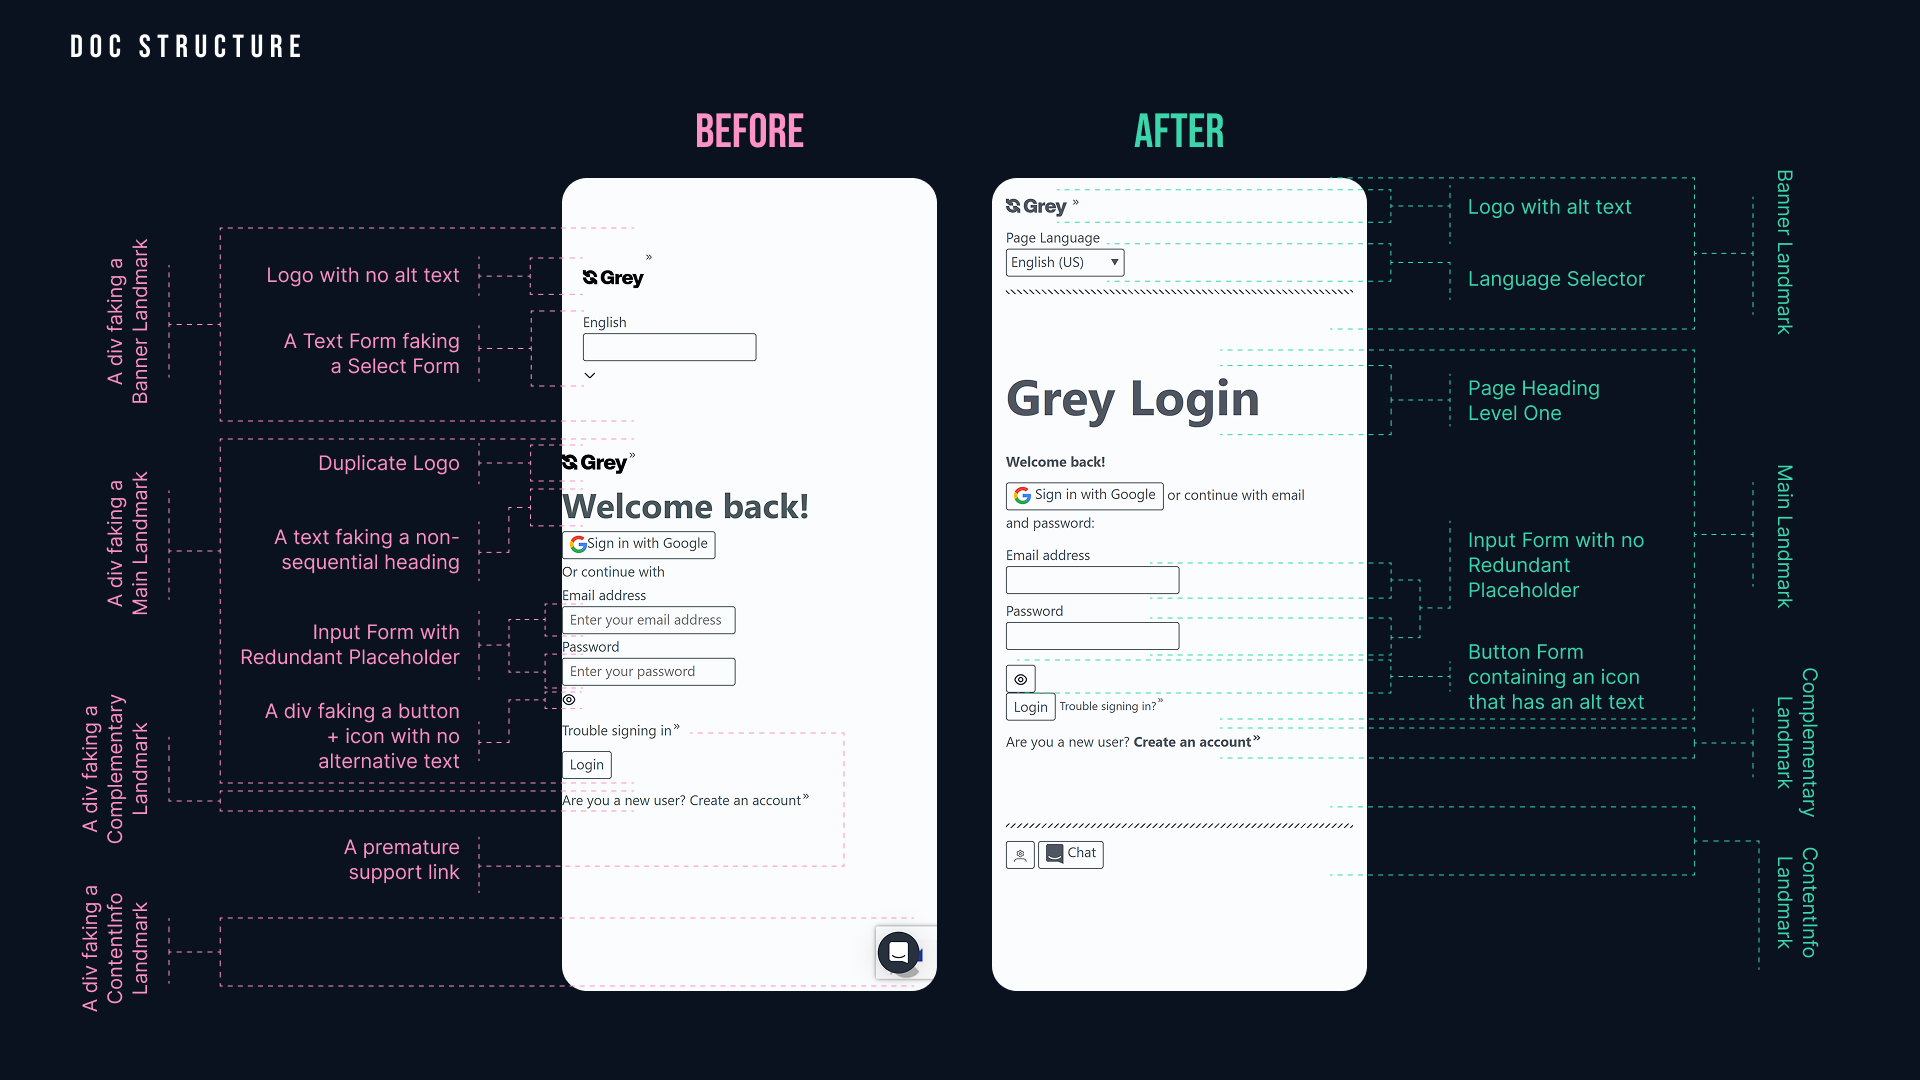 DOC STRUCTURE
BEFORE
A div faking a
Banner Landmark
Logo with no alt text
A Text Form faking
a Select Form
A div faking a
Main Landmark
Duplicate Logo
A text faking a non-
sequential heading
Input Form with
Redundant Placeholder
A div faking a button
+ icon with no
alternative text
A div faking a
Complementary
Landmark
A premature
support link
A div faking a
ContentInfo
Landmark
»
Grey
English
Grey»
Welcome back!
Sign in with Google
Or continue with
Email address
Enter your email address
Password
Enter your password
Trouble signing in»
Login
Are you a new user? Create an account»
AFTER
Grey »
Page Language
English (US)
Grey Login
Welcome back!
Sign in with Google or continue with email
and password:
Email address
Password
Login Trouble signing in?»
Are you a new user? Create an account»
Chat
Logo with alt text
Language Selector
Banner Landmark
Page Heading
Level One
Input Form with no
Redundant
Placeholder
Button Form
containing an icon
that has an alt text
Main Landmark
Complementary
Landmark
ContentInfo
Landmark